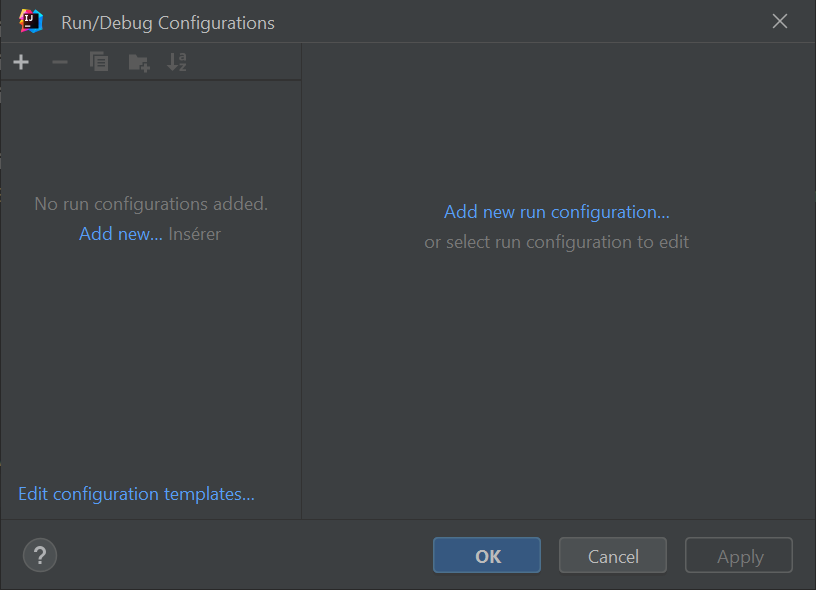 Run/Debug Configurations
No run configurations added.
Add new... Insérer
Add new run configuration...
or select run configuration to edit
Edit configuration templates...
?
OK
Cancel
Apply